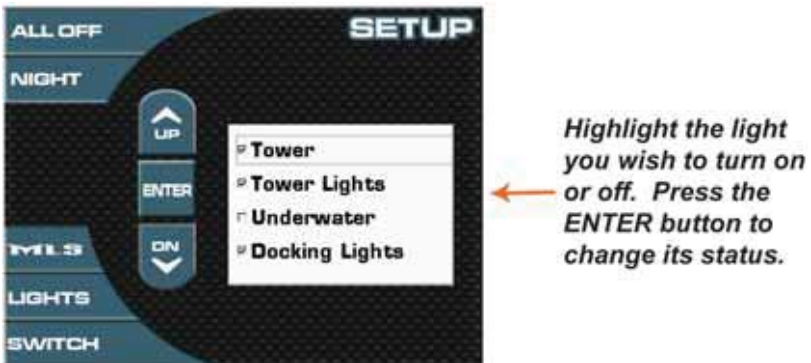 ALL OFF
SETUP
NIGHT
UP
ENTER
DN
Tower
Tower Lights
Underwater
Docking Lights
MLS
LIGHTS
SWITCH
Highlight the light
you wish to turn on
or off. Press the
ENTER button to
change its status.